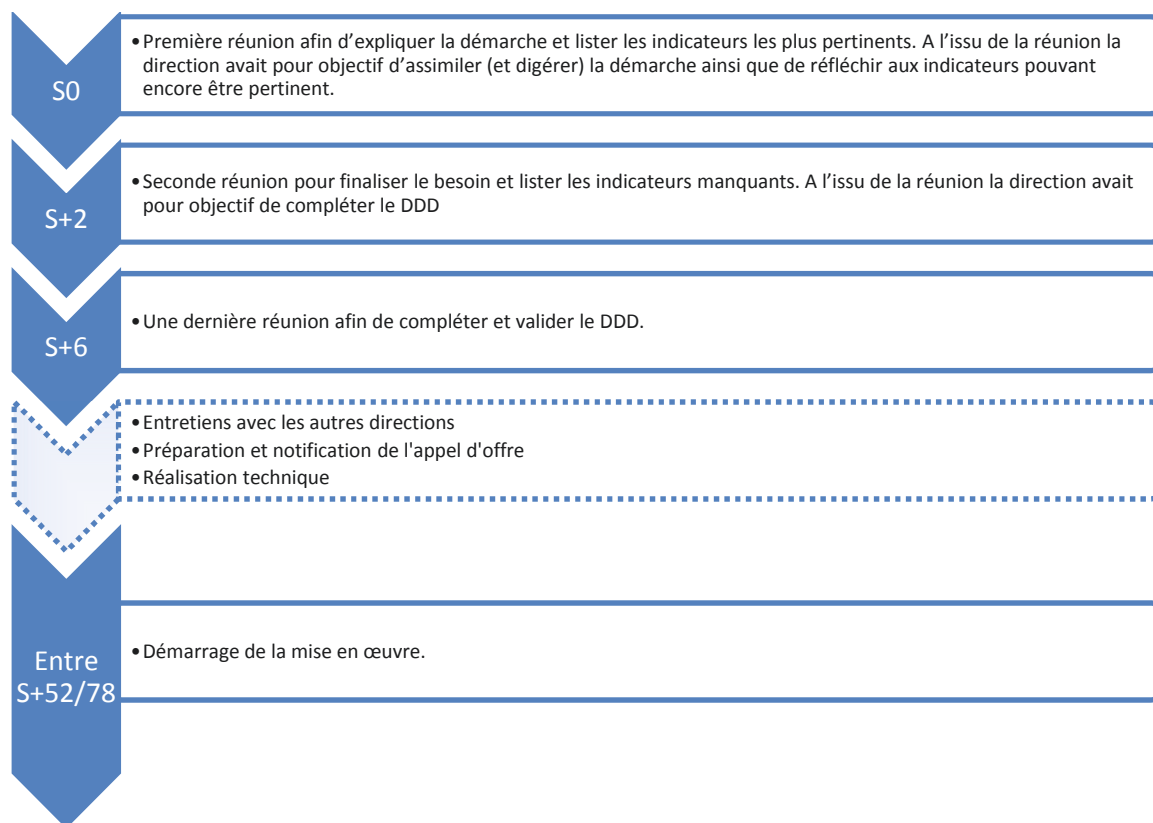 S0
•Première réunion afin d’expliquer la démarche et lister les indicateurs les plus pertinents. A l’issu de la réunion la
direction avait pour objectif d’assimiler (et digérer) la démarche ainsi que de réfléchir aux indicateurs pouvant
encore être pertinent.
S+2
•Seconde réunion pour finaliser le besoin et lister les indicateurs manquants. A l’issu de la réunion la direction avait
pour objectif de compléter le DDD
S+6
•Une dernière réunion afin de compléter et valider le DDD.
•Entretiens avec les autres directions
•Préparation et notification de l'appel d'offre
•Réalisation technique
Entre
S+52/78
•Démarrage de la mise en œuvre.